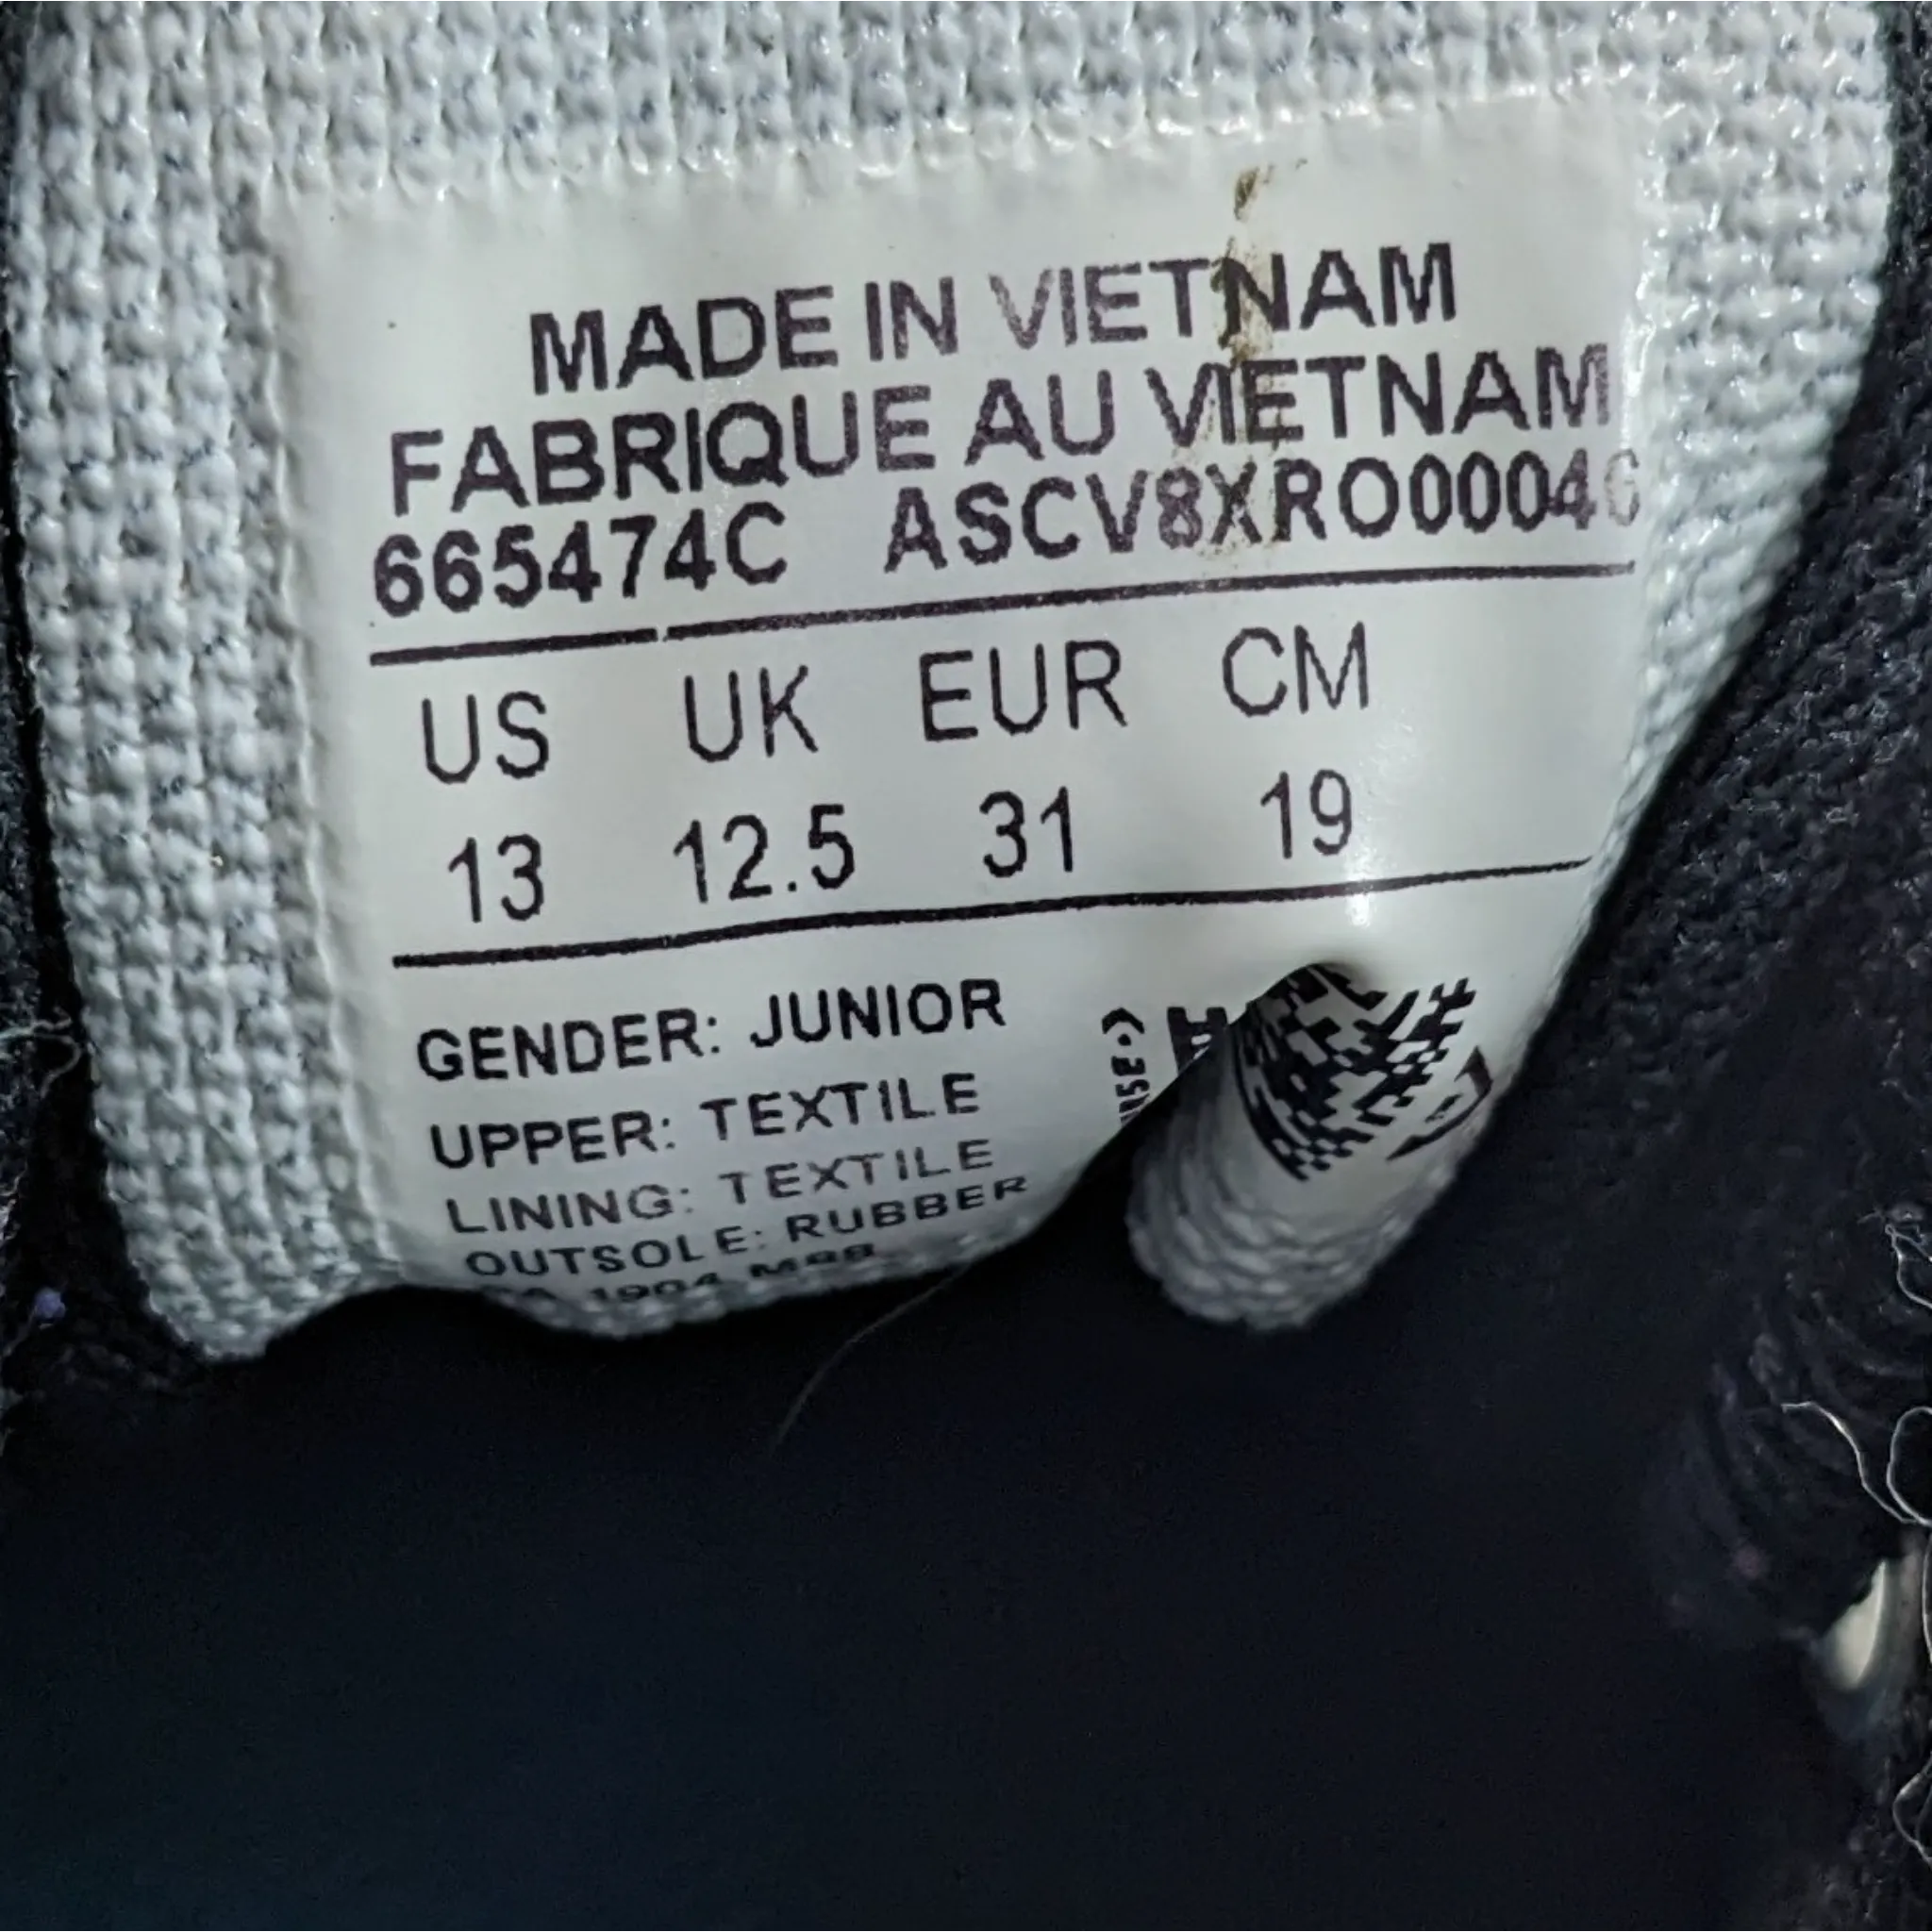 MADE IN VIETNAM
FABRIQUE AU VIETNAM
665474C ASCV8XRO00046
US UK EUR CM
13 12.5 31 19
GENDER: JUNIOR
UPPER: TEXTILE
LINING: TEXTILE
OUTSOLE: RUBBER